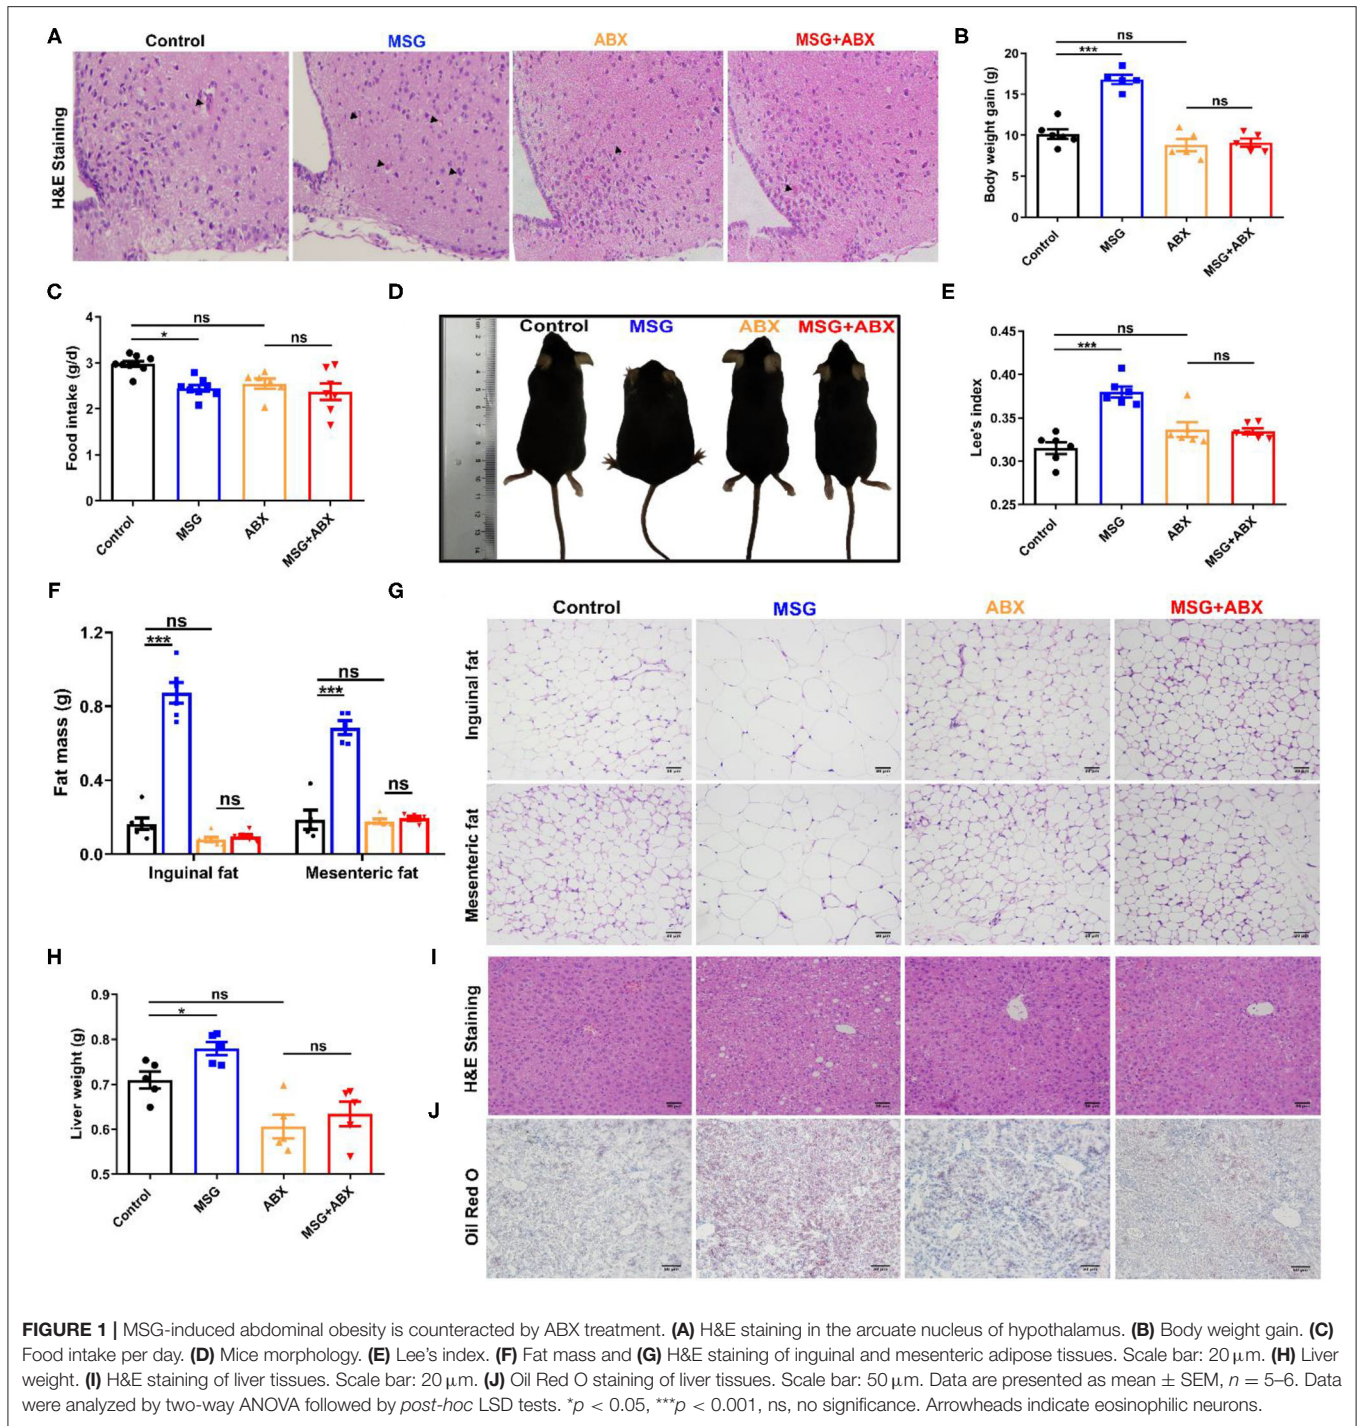 A
Control
MSG
ABX
MSG+ABX
H&E Staining
B
Body weight gain (g)
20
15
10
5
0
ns
***
ns
Control
MSG
ABX
MSG+ABX
C
Food intake (g/d)
4
3
2
1
0
ns
*
ns
Control
MSG
ABX
MSG+ABX
D
Control
MSG
ABX
MSG+ABX
E
Lee's index
0.45
0.40
0.35
0.30
0.25
ns
***
ns
Control
MSG
ABX
MSG+ABX
F
Fat mass (g)
1.2
0.8
0.4
0.0
ns
***
ns
ns
***
ns
Inguinal fat
Mesenteric fat
G
Control
MSG
ABX
MSG+ABX
Inguinal fat
Mesenteric fat
H
Liver weight (g)
0.9
0.8
0.7
0.6
0.5
ns
*
ns
Control
MSG
ABX
MSG+ABX
I
H&E Staining
J
Oil Red O
FIGURE 1 | MSG-induced abdominal obesity is counteracted by ABX treatment. (A) H&E staining in the arcuate nucleus of hypothalamus. (B) Body weight gain. (C)
Food intake per day. (D) Mice morphology. (E) Lee's index. (F) Fat mass and (G) H&E staining of inguinal and mesenteric adipose tissues. Scale bar: 20 μm. (H) Liver
weight. (I) H&E staining of liver tissues. Scale bar: 20 μm. (J) Oil Red O staining of liver tissues. Scale bar: 50 μm. Data are presented as mean ± SEM, n = 5–6. Data
were analyzed by two-way ANOVA followed by post-hoc LSD tests. *p < 0.05, ***p < 0.001, ns, no significance. Arrowheads indicate eosinophilic neurons.